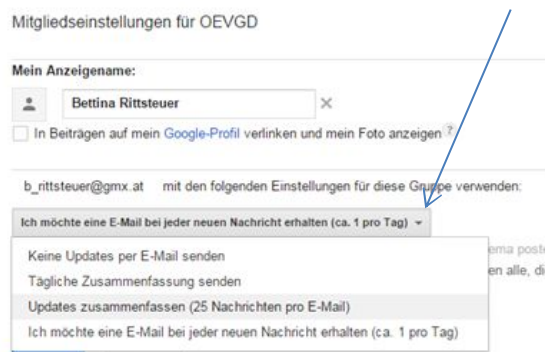 Mitgliedseinstellungen für OEVGD
Mein Anzeigename:
Bettina Rittsteuer
In Beiträgen auf mein Google-Profil verlinken und mein Foto anzeigen ?
b_rittsteuer@gmx.at mit den folgenden Einstellungen für diese Gruppe verwenden:
Ich möchte eine E-Mail bei jeder neuen Nachricht erhalten (ca. 1 pro Tag)
Keine Updates per E-Mail senden
Tägliche Zusammenfassung senden
en alle, di
Updates zusammenfassen (25 Nachrichten pro E-Mail)
Ich möchte eine E-Mail bei jeder neuen Nachricht erhalten (ca. 1 pro Tag)